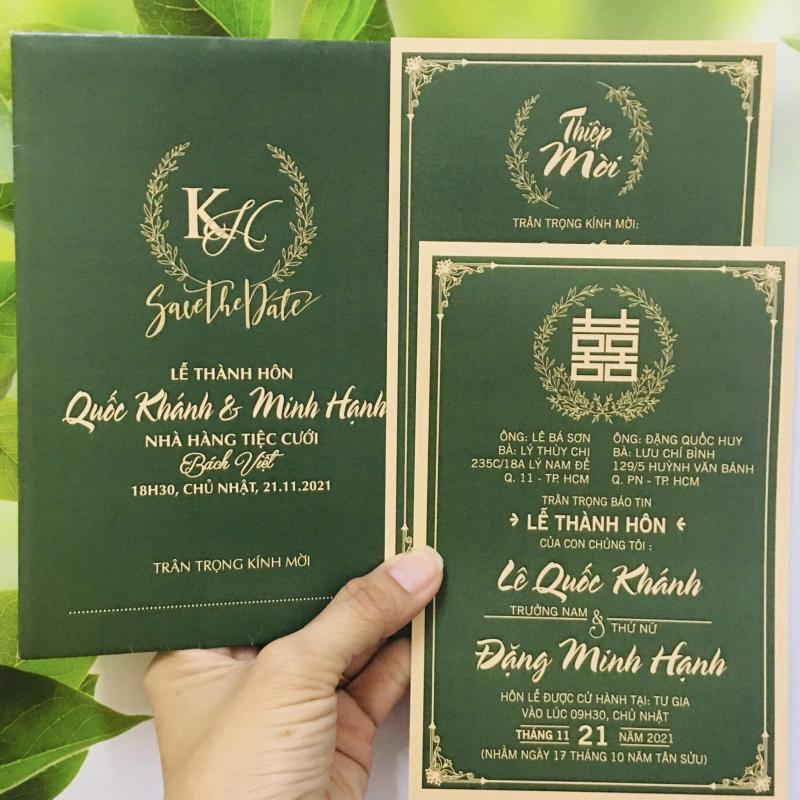 K&H
Save The Date
LỄ THÀNH HÔN
Quốc Khánh & Minh Hạnh
NHÀ HÀNG TIỆC CƯỚI
Bách Việt
18H30, CHỦ NHẬT, 21.11.2021
TRÂN TRỌNG KÍNH MỜI
Thiệp
Mời
TRÂN TRỌNG KÍNH MỜI:
囍
ÔNG: LÊ BÁ SƠN
BÀ: LÝ THÙY CHỊ
235C/18A LÝ NAM ĐẾ
Q. 11 - TP. HCM
ÔNG: ĐẶNG QUỐC HUY
BÀ: LƯU CHÍ BÌNH
129/5 HUỲNH VĂN BÁNH
Q. PN - TP. HCM
TRÂN TRỌNG BÁO TIN
LỄ THÀNH HÔN
CỦA CON CHÚNG TÔI :
Lê Quốc Khánh
TRƯỞNG NAM & THỨ NỮ
Đặng Minh Hạnh
HÔN LỄ ĐƯỢC CỬ HÀNH TẠI: TƯ GIA
VÀO LÚC 09H30, CHỦ NHẬT
THÁNG 11 21 NĂM 2021
(NHẰM NGÀY 17 THÁNG 10 NĂM TÂN SỬU)